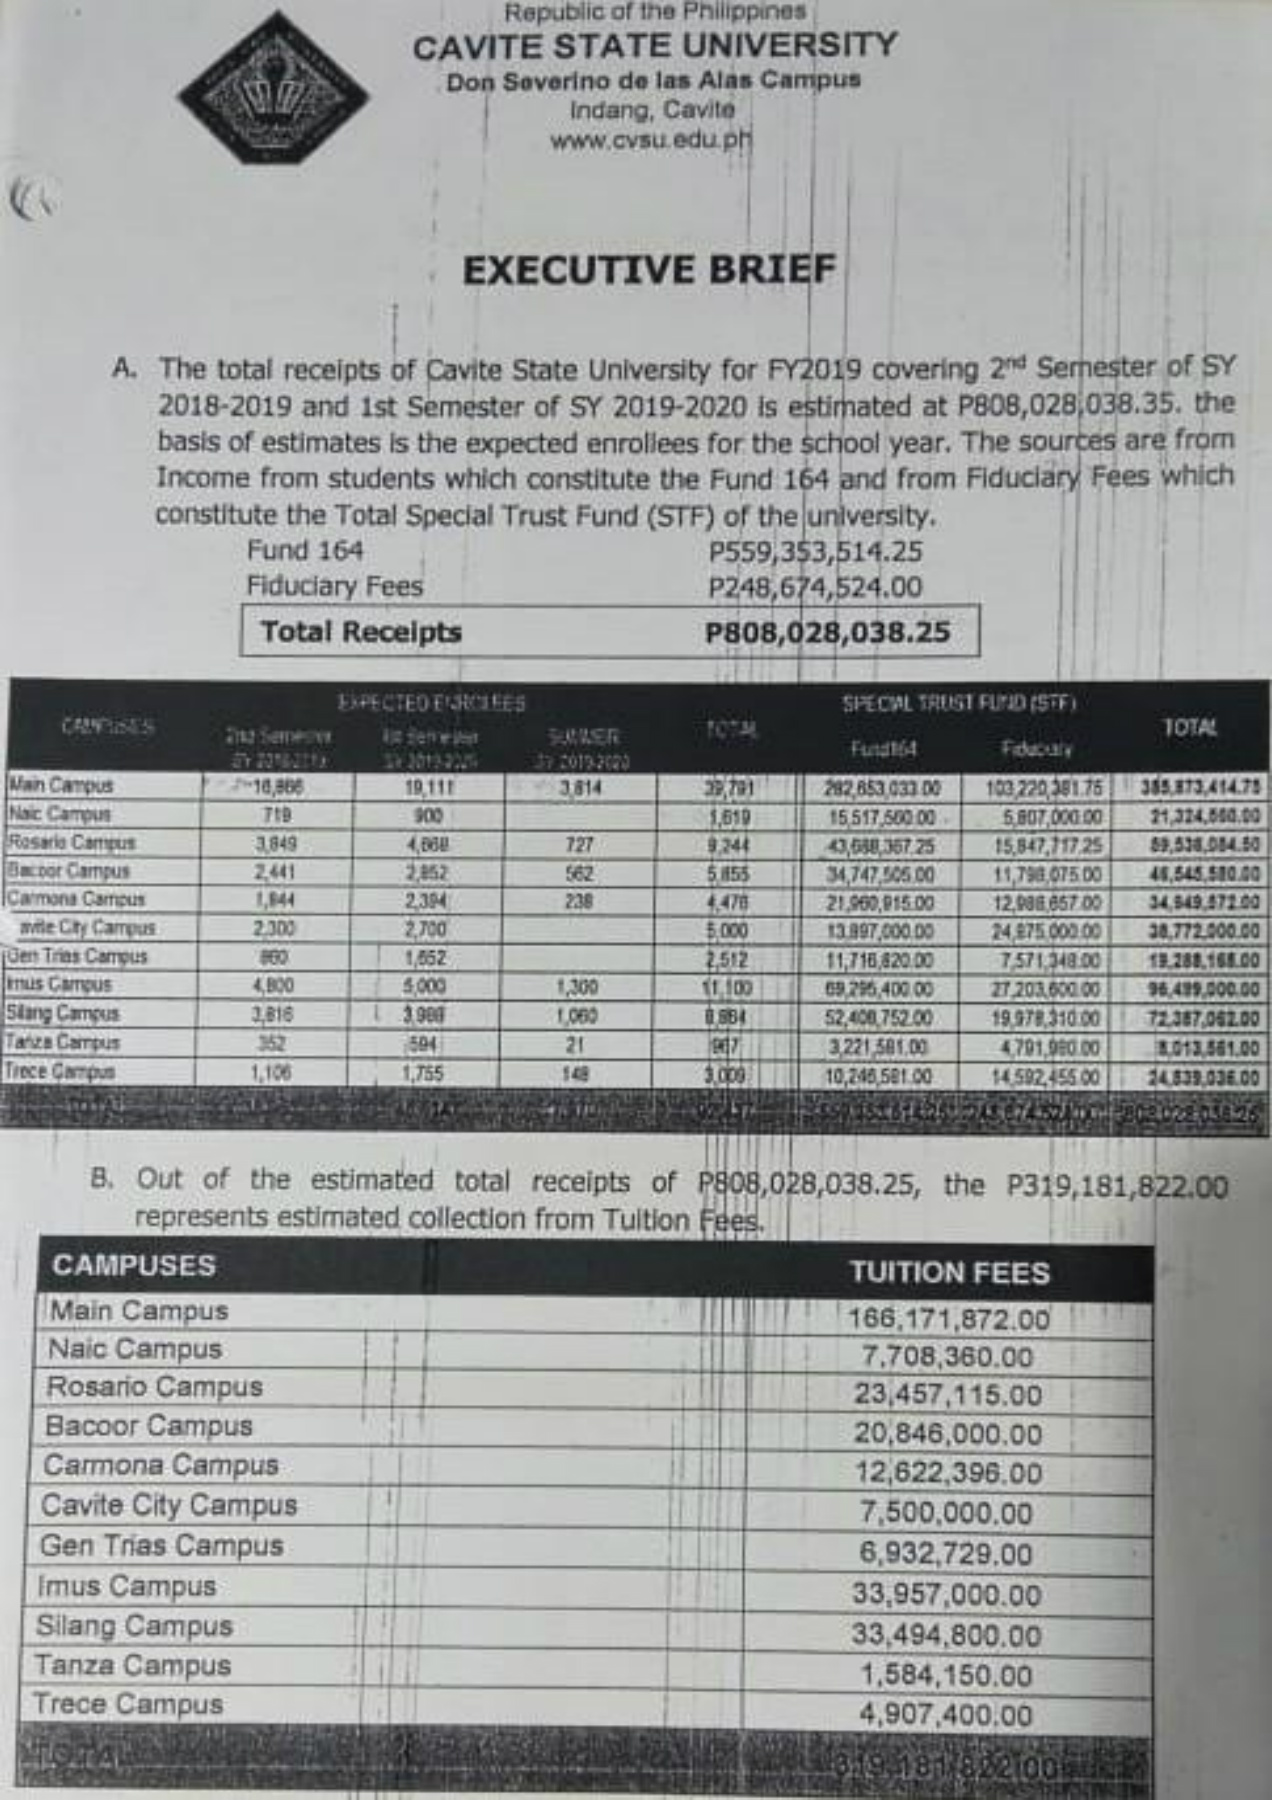 Republic of the Philippines
CAVITE STATE UNIVERSITY
Don Severino de las Alas Campus
Indang, Cavite
www.cvsu.edu.ph
EXECUTIVE BRIEF
A. The total receipts of Cavite State University for FY2019 covering 2nd Semester of SY
2018-2019 and 1st Semester of SY 2019-2020 is estimated at P808,028,038.35. the
basis of estimates is the expected enrollees for the school year. The sources are from
Income from students which constitute the Fund 164 and from Fiduciary Fees which
constitute the Total Special Trust Fund (STF) of the university.
Fund 164 P559,353,514.25
Fiduciary Fees P248,674,524.00
Total Receipts P808,028,038.25
CAMPUSES EXPECTED ENROLEES TOTAL SPECIAL TRUST FUND (STF) TOTAL
2nd Semester 1st Semester SUMMER Fund164 Fiduciary
SY 2018-2019 SY 2019-2020 SY 2019-2020
Main Campus 16,866 19,111 3,814 39,791 282,653,033.00 103,220,381.75 385,873,414.75
Naic Campus 719 900 1,619 15,517,560.00 5,807,000.00 21,324,560.00
Rosario Campus 3,849 4,668 727 9,244 43,688,367.25 15,847,717.25 59,536,084.50
Bacoor Campus 2,441 2,852 562 5,855 34,747,505.00 11,798,075.00 46,545,580.00
Carmona Campus 1,844 2,394 238 4,476 21,960,915.00 12,988,657.00 34,949,572.00
avite City Campus 2,300 2,700 5,000 13,897,000.00 24,875,000.00 38,772,000.00
Gen Trias Campus 860 1,652 2,512 11,716,820.00 7,571,348.00 19,288,168.00
Imus Campus 4,800 5,000 1,300 11,100 69,295,400.00 27,203,600.00 96,499,000.00
Silang Campus 3,816 3,988 1,060 8,864 52,408,752.00 19,978,310.00 72,387,062.00
Tanza Campus 352 594 21 967 3,221,581.00 4,791,980.00 8,013,561.00
Trece Campus 1,106 1,755 148 3,009 10,246,581.00 14,592,455.00 24,839,036.00
TOTAL 92,437 559,353,514.25 248,674,524.00 808,028,038.25
B. Out of the estimated total receipts of P808,028,038.25, the P319,181,822.00
represents estimated collection from Tuition Fees.
CAMPUSES TUITION FEES
Main Campus 166,171,872.00
Naic Campus 7,708,360.00
Rosario Campus 23,457,115.00
Bacoor Campus 20,846,000.00
Carmona Campus 12,622,396.00
Cavite City Campus 7,500,000.00
Gen Trias Campus 6,932,729.00
Imus Campus 33,957,000.00
Silang Campus 33,494,800.00
Tanza Campus 1,584,150.00
Trece Campus 4,907,400.00
TOTAL 319,181,822.00